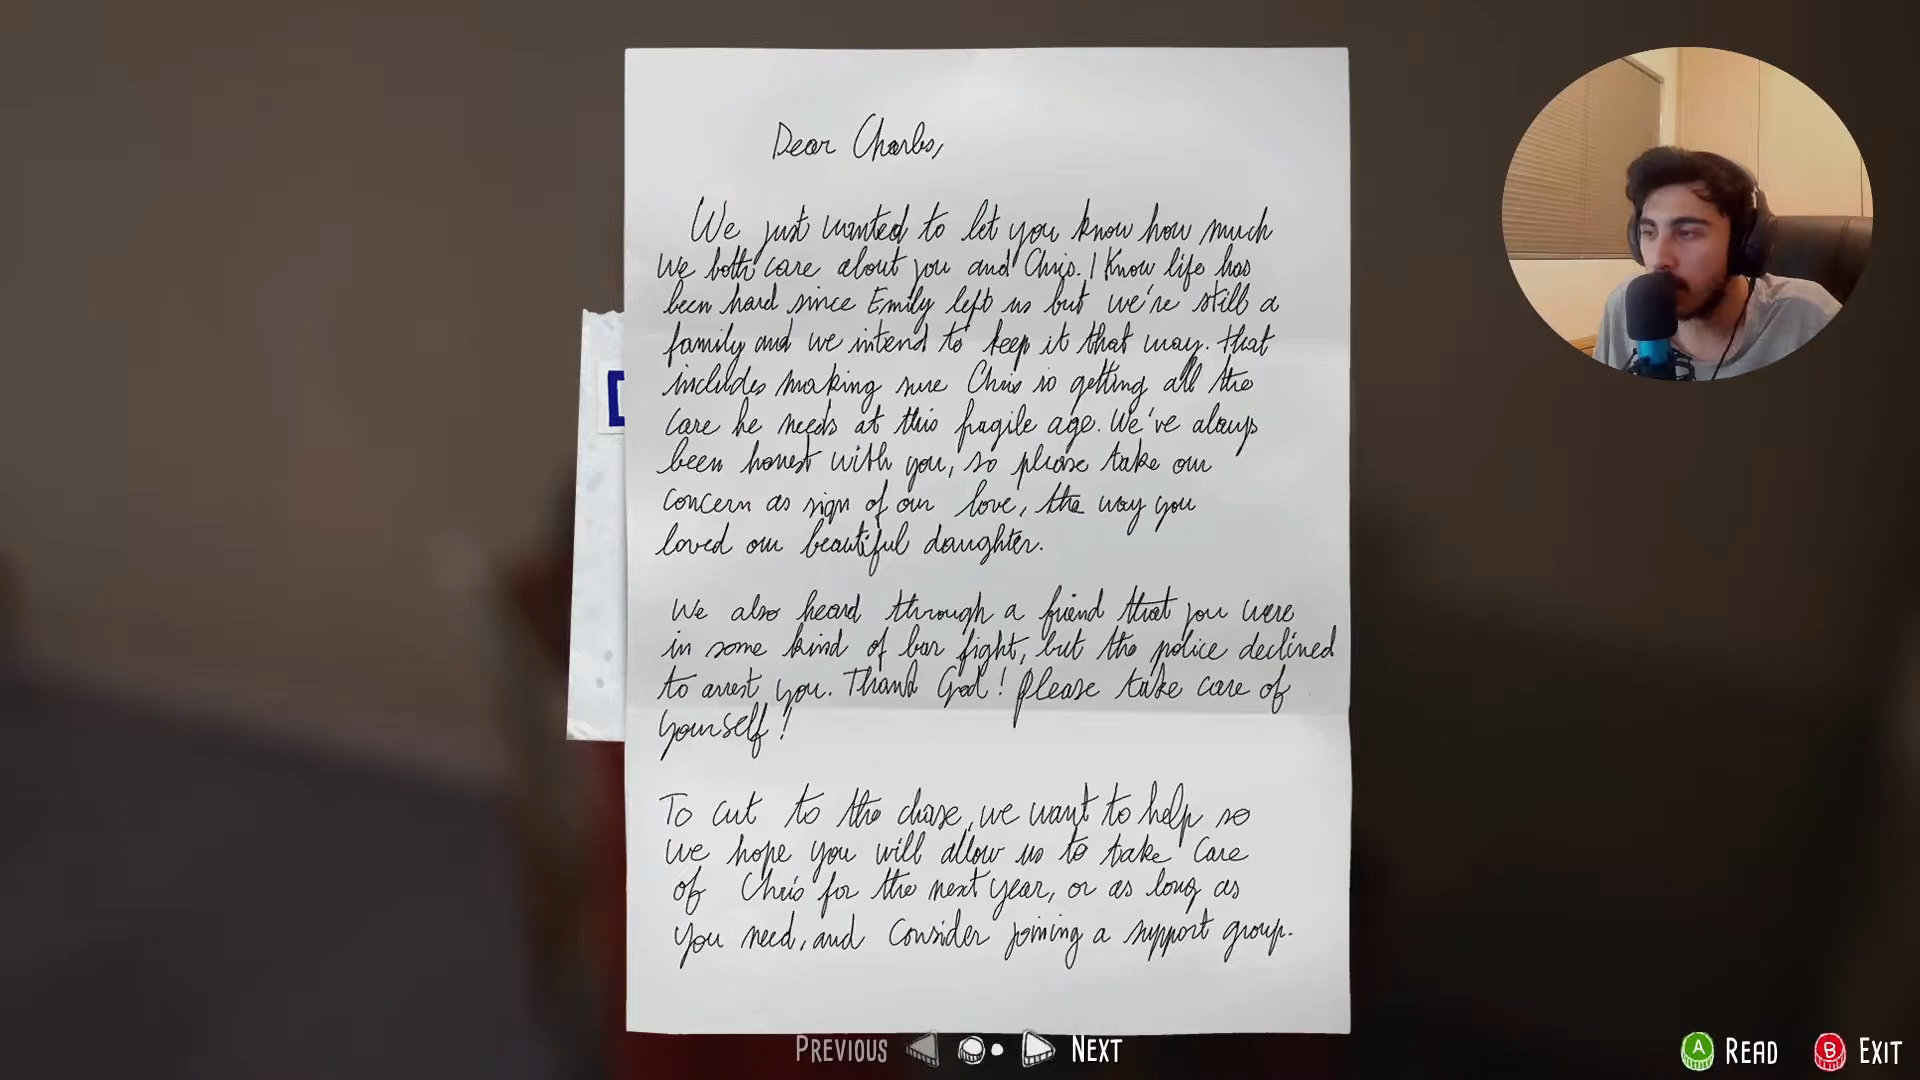 Dear Charles,
We just wanted to let you know how much
we both care about you and Chris. I know life has
been hard since Emily left us but we're still a
family and we intend to keep it that way. That
includes making sure Chris is getting all the
care he needs at this fragile age. We've always
been honest with you, so please take our
concern as sign of our love, the way you
loved our beautiful daughter.
We also heard through a friend that you were
in some kind of bar fight, but the police declined
to arrest you. Thank God! Please take care of
yourself!
To cut to the chase, we want to help so
we hope you will allow us to take care
of Chris for the next year, or as long as
you need, and consider joining a support group.
PREVIOUS NEXT
A READ B EXIT